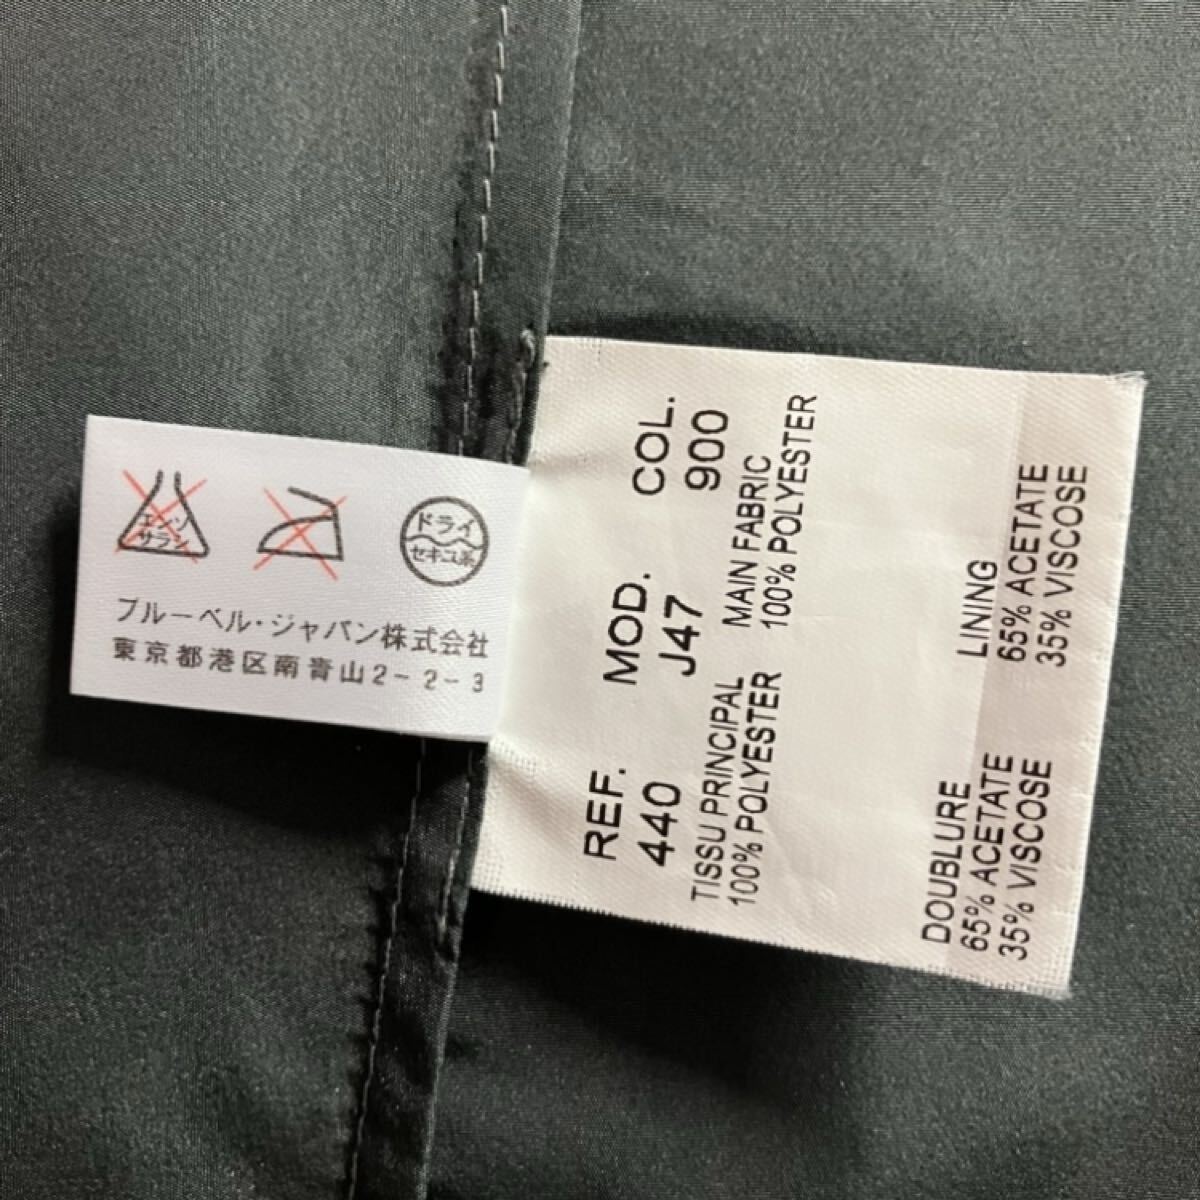 エンソ
サラシ
ドライ
セキユ系
ブルーベル・ジャパン株式会社
東京都港区南青山2-2-3
REF. MOD. COL.
440 J47 900
TISSU PRINCIPAL MAIN FABRIC
100% POLYESTER 100% POLYESTER
DOUBLURE LINING
65% ACETATE 65% ACETATE
35% VISCOSE 35% VISCOSE